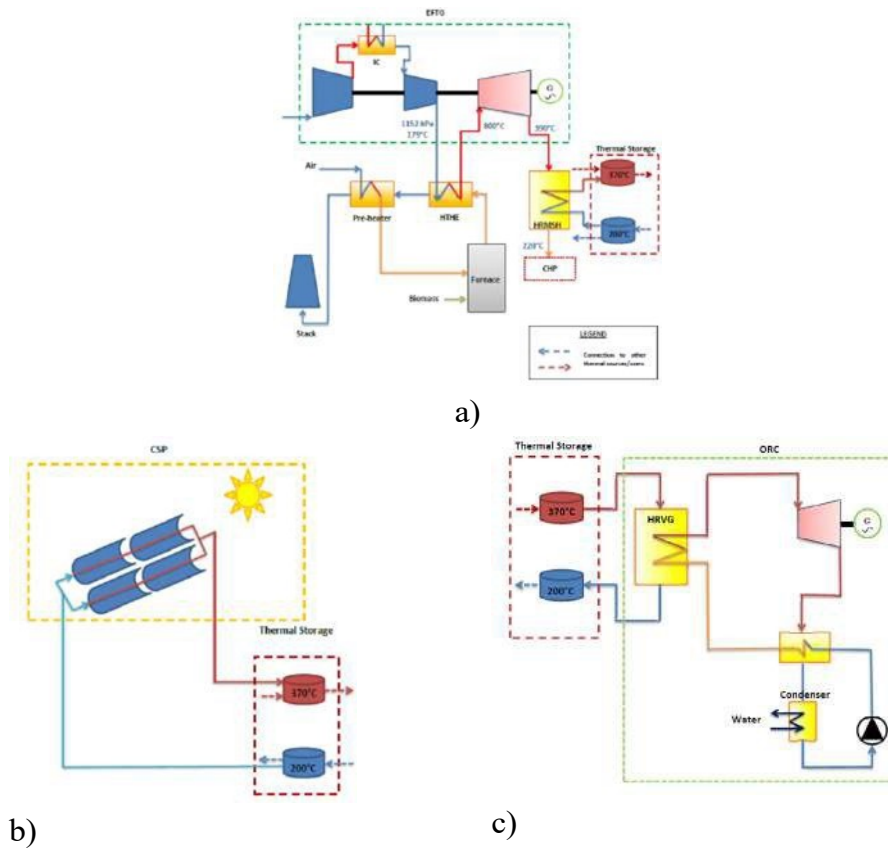 EFTG
IC
G
1152 kPa
179°C
800°C
390°C
Thermal Storage
370°C
200°C
Air
Pre-heater
HTHE
HRMSH
220°C
CHP
Furnace
Biomass
Stack
LEGEND
Connection to other
thermal sources/users
a)
CSP
Thermal Storage
370°C
200°C
b)
Thermal Storage
ORC
370°C
200°C
HRVG
G
Condenser
Water
c)